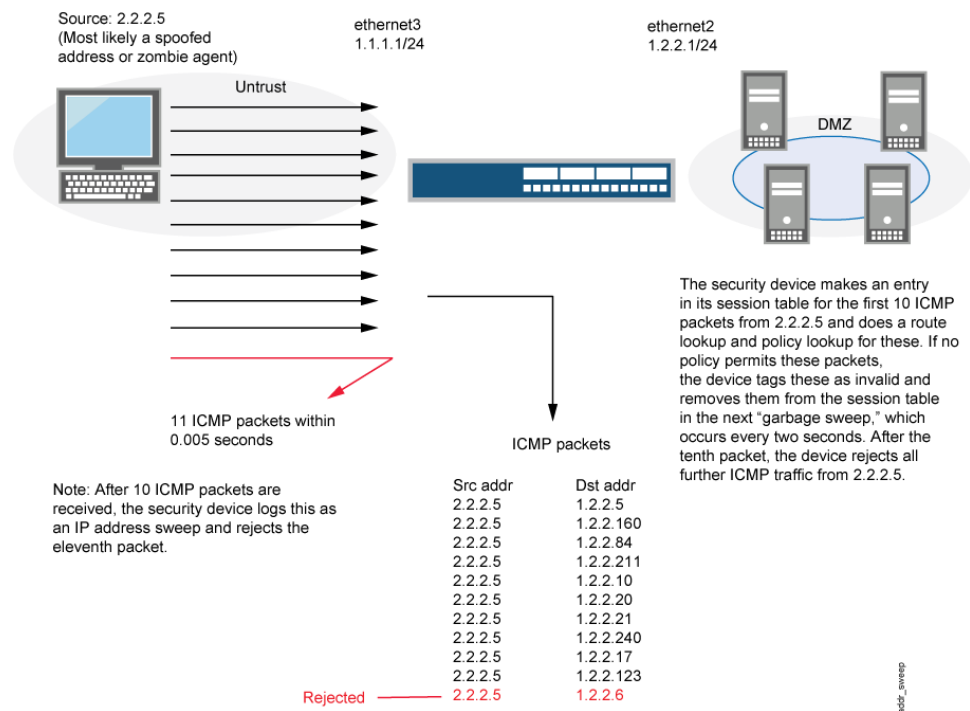 Source: 2.2.2.5
(Most likely a spoofed
address or zombie agent)
ethernet3
1.1.1.1/24
ethernet2
1.2.2.1/24
Untrust
DMZ
11 ICMP packets within
0.005 seconds
Note: After 10 ICMP packets are
received, the security device logs this as
an IP address sweep and rejects the
eleventh packet.
The security device makes an entry
in its session table for the first 10 ICMP
packets from 2.2.2.5 and does a route
lookup and policy lookup for these. If no
policy permits these packets,
the device tags these as invalid and
removes them from the session table
in the next “garbage sweep,” which
occurs every two seconds. After the
tenth packet, the device rejects all
further ICMP traffic from 2.2.2.5.
ICMP packets
Src addr Dst addr
2.2.2.5 1.2.2.5
2.2.2.5 1.2.2.160
2.2.2.5 1.2.2.84
2.2.2.5 1.2.2.211
2.2.2.5 1.2.2.10
2.2.2.5 1.2.2.20
2.2.2.5 1.2.2.21
2.2.2.5 1.2.2.240
2.2.2.5 1.2.2.17
2.2.2.5 1.2.2.123
Rejected 2.2.2.5 1.2.2.6